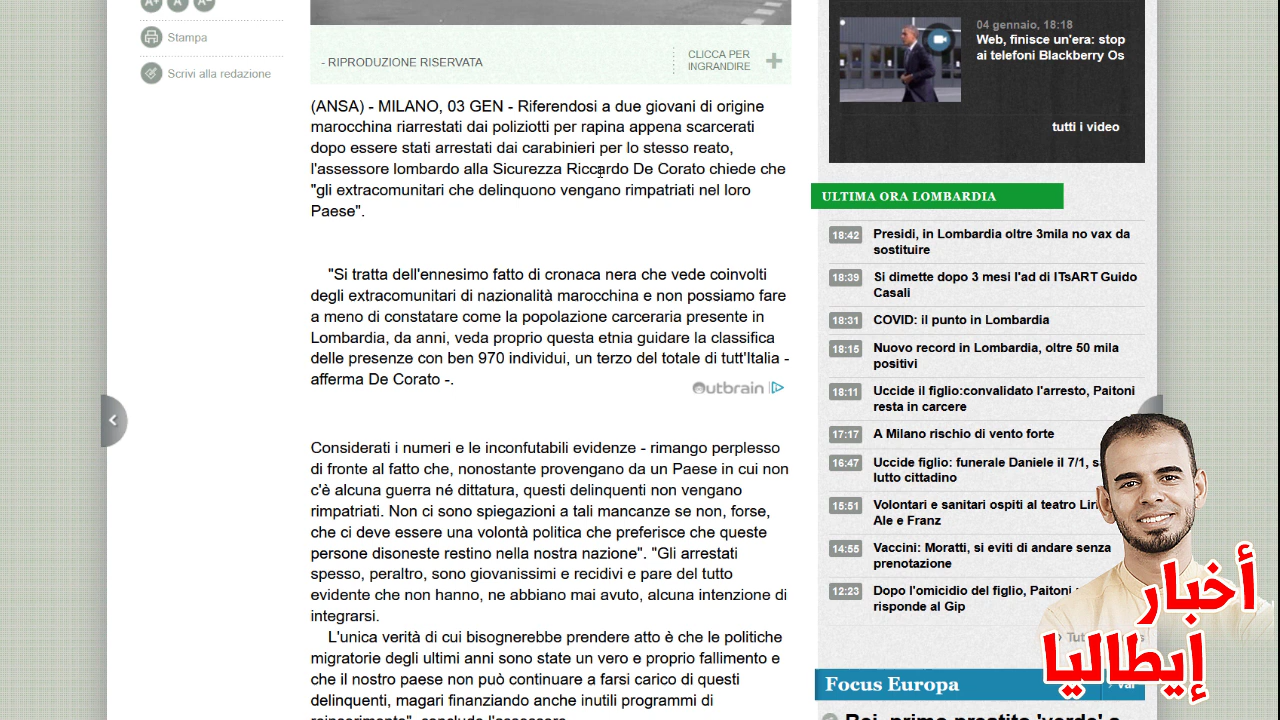 A+ A A-
Stampa
Scrivi alla redazione
- RIPRODUZIONE RISERVATA
CLICCA PER
INGRANDIRE
(ANSA) - MILANO, 03 GEN - Riferendosi a due giovani di origine
marocchina riarrestati dai poliziotti per rapina appena scarcerati
dopo essere stati arrestati dai carabinieri per lo stesso reato,
l'assessore lombardo alla Sicurezza Riccardo De Corato chiede che
"gli extracomunitari che delinquono vengano rimpatriati nel loro
Paese".
"Si tratta dell'ennesimo fatto di cronaca nera che vede coinvolti
degli extracomunitari di nazionalità marocchina e non possiamo fare
a meno di constatare come la popolazione carceraria presente in
Lombardia, da anni, veda proprio questa etnia guidare la classifica
delle presenze con ben 970 individui, un terzo del totale di tutt'Italia -
afferma De Corato -.
Outbrain
Considerati i numeri e le inconfutabili evidenze - rimango perplesso
di fronte al fatto che, nonostante provengano da un Paese in cui non
c'è alcuna guerra né dittatura, questi delinquenti non vengano
rimpatriati. Non ci sono spiegazioni a tali mancanze se non, forse,
che ci deve essere una volontà politica che preferisce che queste
persone disoneste restino nella nostra nazione". "Gli arrestati
spesso, peraltro, sono giovanissimi e recidivi e pare del tutto
evidente che non hanno, ne abbiano mai avuto, alcuna intenzione di
integrarsi.
L'unica verità di cui bisognerebbe prendere atto è che le politiche
migratorie degli ultimi anni sono state un vero e proprio fallimento e
che il nostro paese non può continuare a farsi carico di questi
delinquenti, magari finanziando anche inutili programmi di
reinserimento", conclude l'assessore
04 gennaio, 18:18
Web, finisce un'era: stop
ai telefoni Blackberry Os
tutti i video
ULTIMA ORA LOMBARDIA
18:42 Presidi, in Lombardia oltre 3mila no vax da
sostituire
18:39 Si dimette dopo 3 mesi l'ad di ITsART Guido
Casali
18:31 COVID: il punto in Lombardia
18:15 Nuovo record in Lombardia, oltre 50 mila
positivi
18:11 Uccide il figlio:convalidato l'arresto, Paitoni
resta in carcere
17:17 A Milano rischio di vento forte
16:47 Uccide figlio: funerale Daniele il 7/1, sa
lutto cittadino
15:51 Volontari e sanitari ospiti al teatro Lir
Ale e Franz
14:55 Vaccini: Moratti, si eviti di andare senza
prenotazione
12:23 Dopo l'omicidio del figlio, Paitoni
risponde al Gip
Focus Europa
Vai
أخبار
إيطاليا